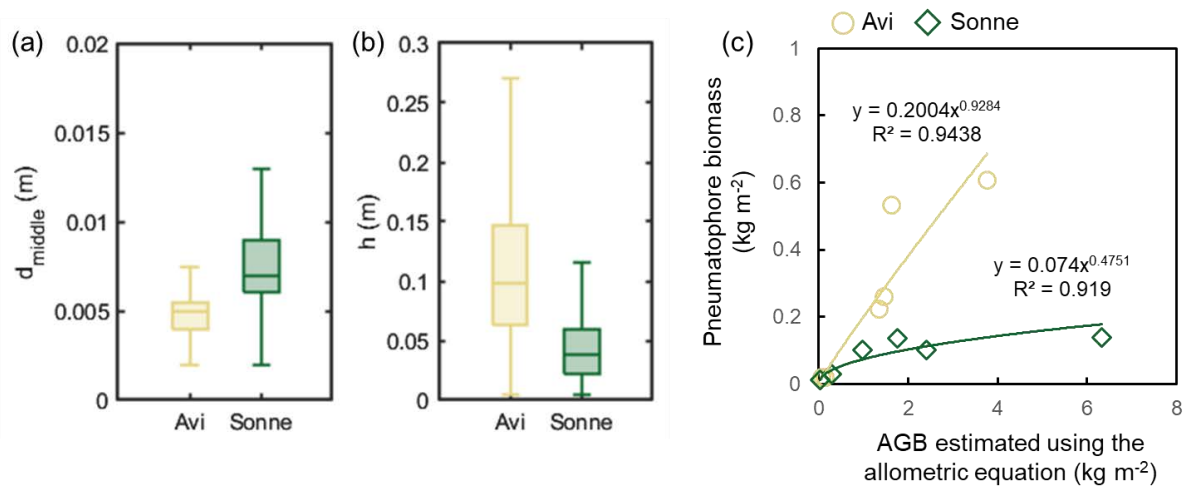 (a)
0.02
0.015
0.01
0.005
0
d_middle (m)
Avi Sonne
(b)
0.3
0.25
0.2
0.15
0.1
0.05
0
h (m)
Avi Sonne
(c)
Avi Sonne
1
0.8
0.6
0.4
0.2
0
Pneumatophore biomass
(kg m⁻²)
y = 0.2004x^0.9284
R² = 0.9438
y = 0.074x^0.4751
R² = 0.919
0 2 4 6 8
AGB estimated using the
allometric equation (kg m⁻²)